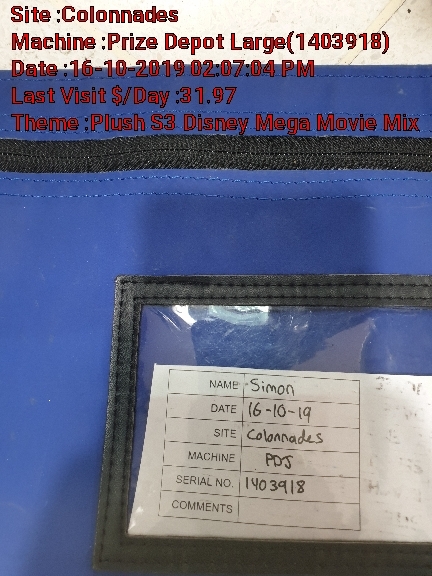 Site :Colonnades
Machine :Prize Depot Large(1403918)
Date :16-10-2019 02:07:04 PM
Last Visit $/Day :31.97
Theme :Plush S3 Disney Mega Movie Mix
NAME Simon
DATE 16-10-19
SITE Colonnades
MACHINE PDJ
SERIAL NO. 1403918
COMMENTS